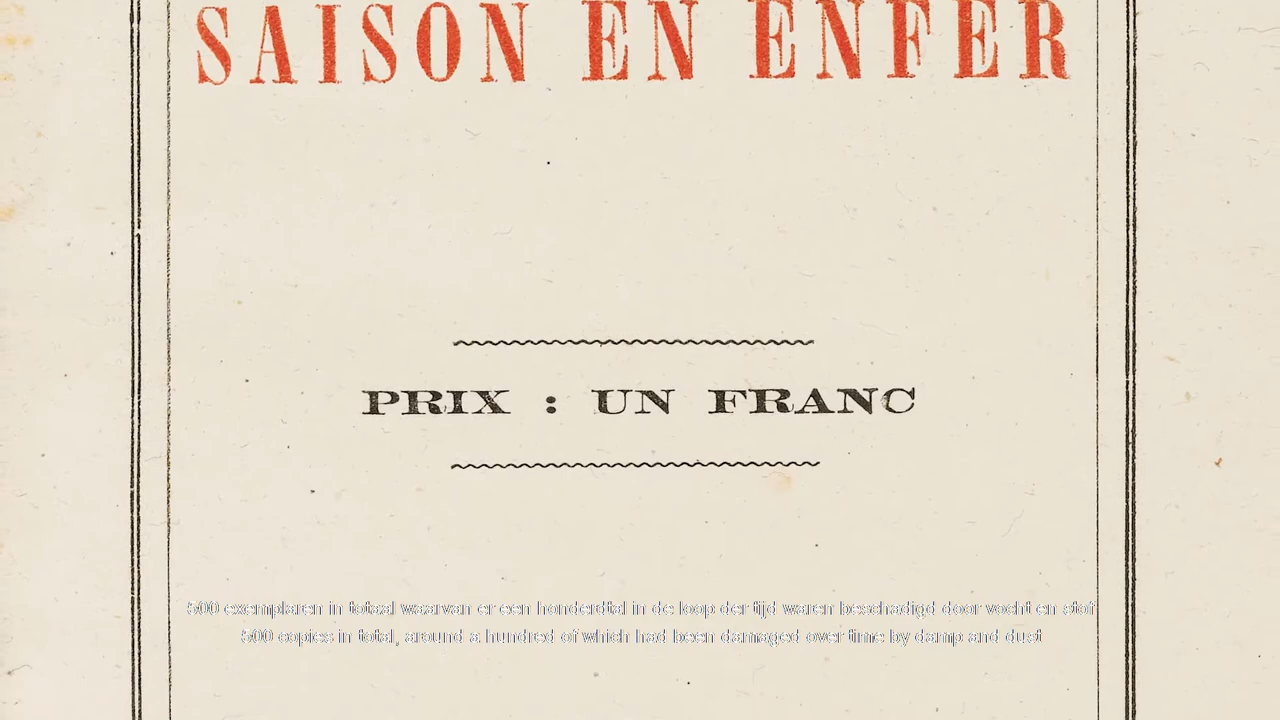 SAISON EN ENFER
PRIX : UN FRANC
500 exemplaren in totaal waarvan er een honderdtal in de loop der tijd waren beschadigd door vocht en stof
500 copies in total, around a hundred of which had been damaged over time by damp and dust